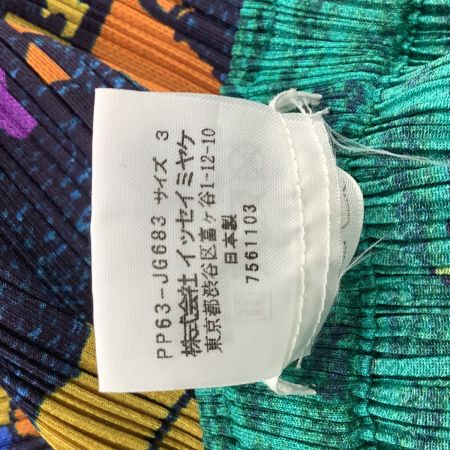 PP63-JG683 サイズ 3
株式会社イッセイミヤケ
東京都渋谷区富ヶ谷1-12-10
日本製
7561103